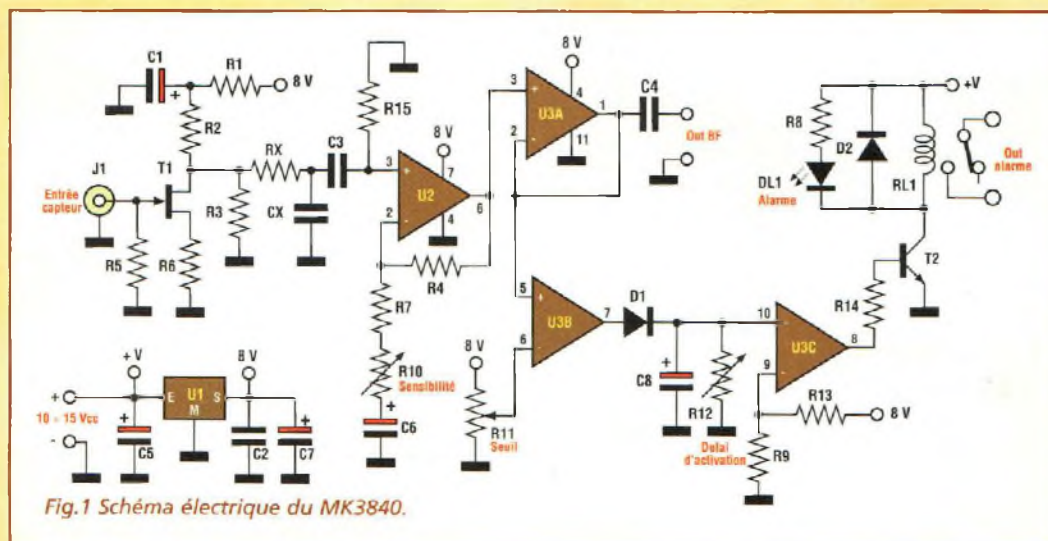 C1
R1
8 V
+
R2
J1
Entrée
capteur
T1
RX
C3
R15
CX
R3
R5
R6
8 V
3
+
7
U2
2
-
4
6
R4
R7
R10
Sensibilité
+
C6
8 V
3
+
4
U3A
1
2
-
11
C4
Out BF
5
+
U3B
7
6
-
8 V
R11
Seuil
D1
+
C8
R12
Delai
d'activation
10
U3C
8
9
-
R13
8 V
R9
R14
T2
+V
R8
D2
DL1
Alarme
RL1
Out
alarme
+ V
8 V
+
10 ÷ 15 Vcc
-
E
U1
S
M
+
C5
C2
+
C7
Fig.1 Schéma électrique du MK3840.